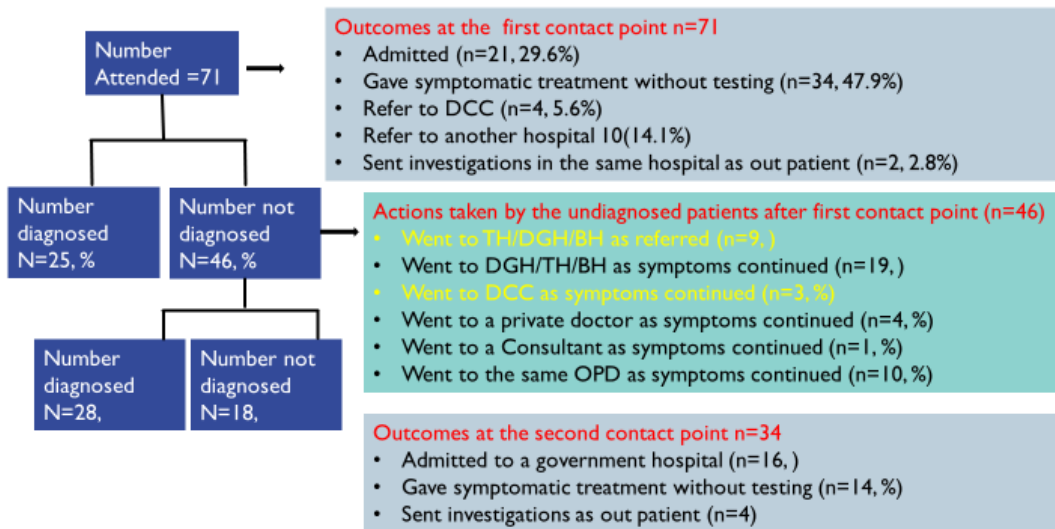 Number
Attended =71
Outcomes at the first contact point n=71
• Admitted (n=21, 29.6%)
• Gave symptomatic treatment without testing (n=34, 47.9%)
• Refer to DCC (n=4, 5.6%)
• Refer to another hospital 10(14.1%)
• Sent investigations in the same hospital as out patient (n=2, 2.8%)
Number
diagnosed
N=25, %
Number not
diagnosed
N=46, %
Actions taken by the undiagnosed patients after first contact point (n=46)
• Went to TH/DGH/BH as referred (n=9, )
• Went to DGH/TH/BH as symptoms continued (n=19, )
• Went to DCC as symptoms continued (n=3, %)
• Went to a private doctor as symptoms continued (n=4, %)
• Went to a Consultant as symptoms continued (n=1, %)
• Went to the same OPD as symptoms continued (n=10, %)
Number
diagnosed
N=28,
Number not
diagnosed
N=18,
Outcomes at the second contact point n=34
• Admitted to a government hospital (n=16, )
• Gave symptomatic treatment without testing (n=14, %)
• Sent investigations as out patient (n=4)